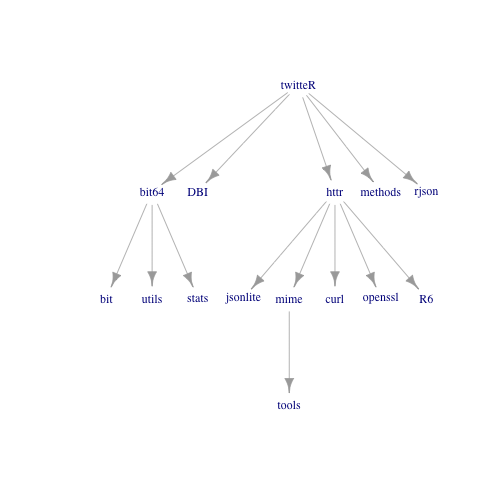 twitteR
bit64 DBI httr methods rjson
bit utils stats jsonlite mime curl openssl R6
tools